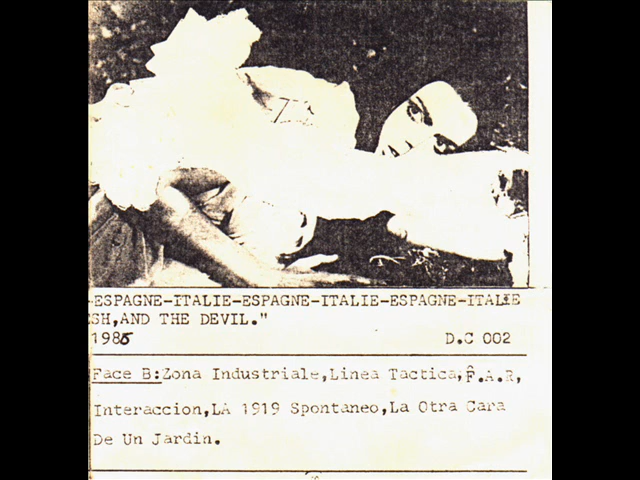 -ESPAGNE-ITALIE-ESPAGNE-ITALIE-ESPAGNE-ITALIE
SH,AND THE DEVIL."
1985 D.C 002
Face B:Zona Industriale,Linea Tactica,P.A.R,
Interaccion,LA 1919 Spontaneo,La Otra Cara
De Un Jardin.